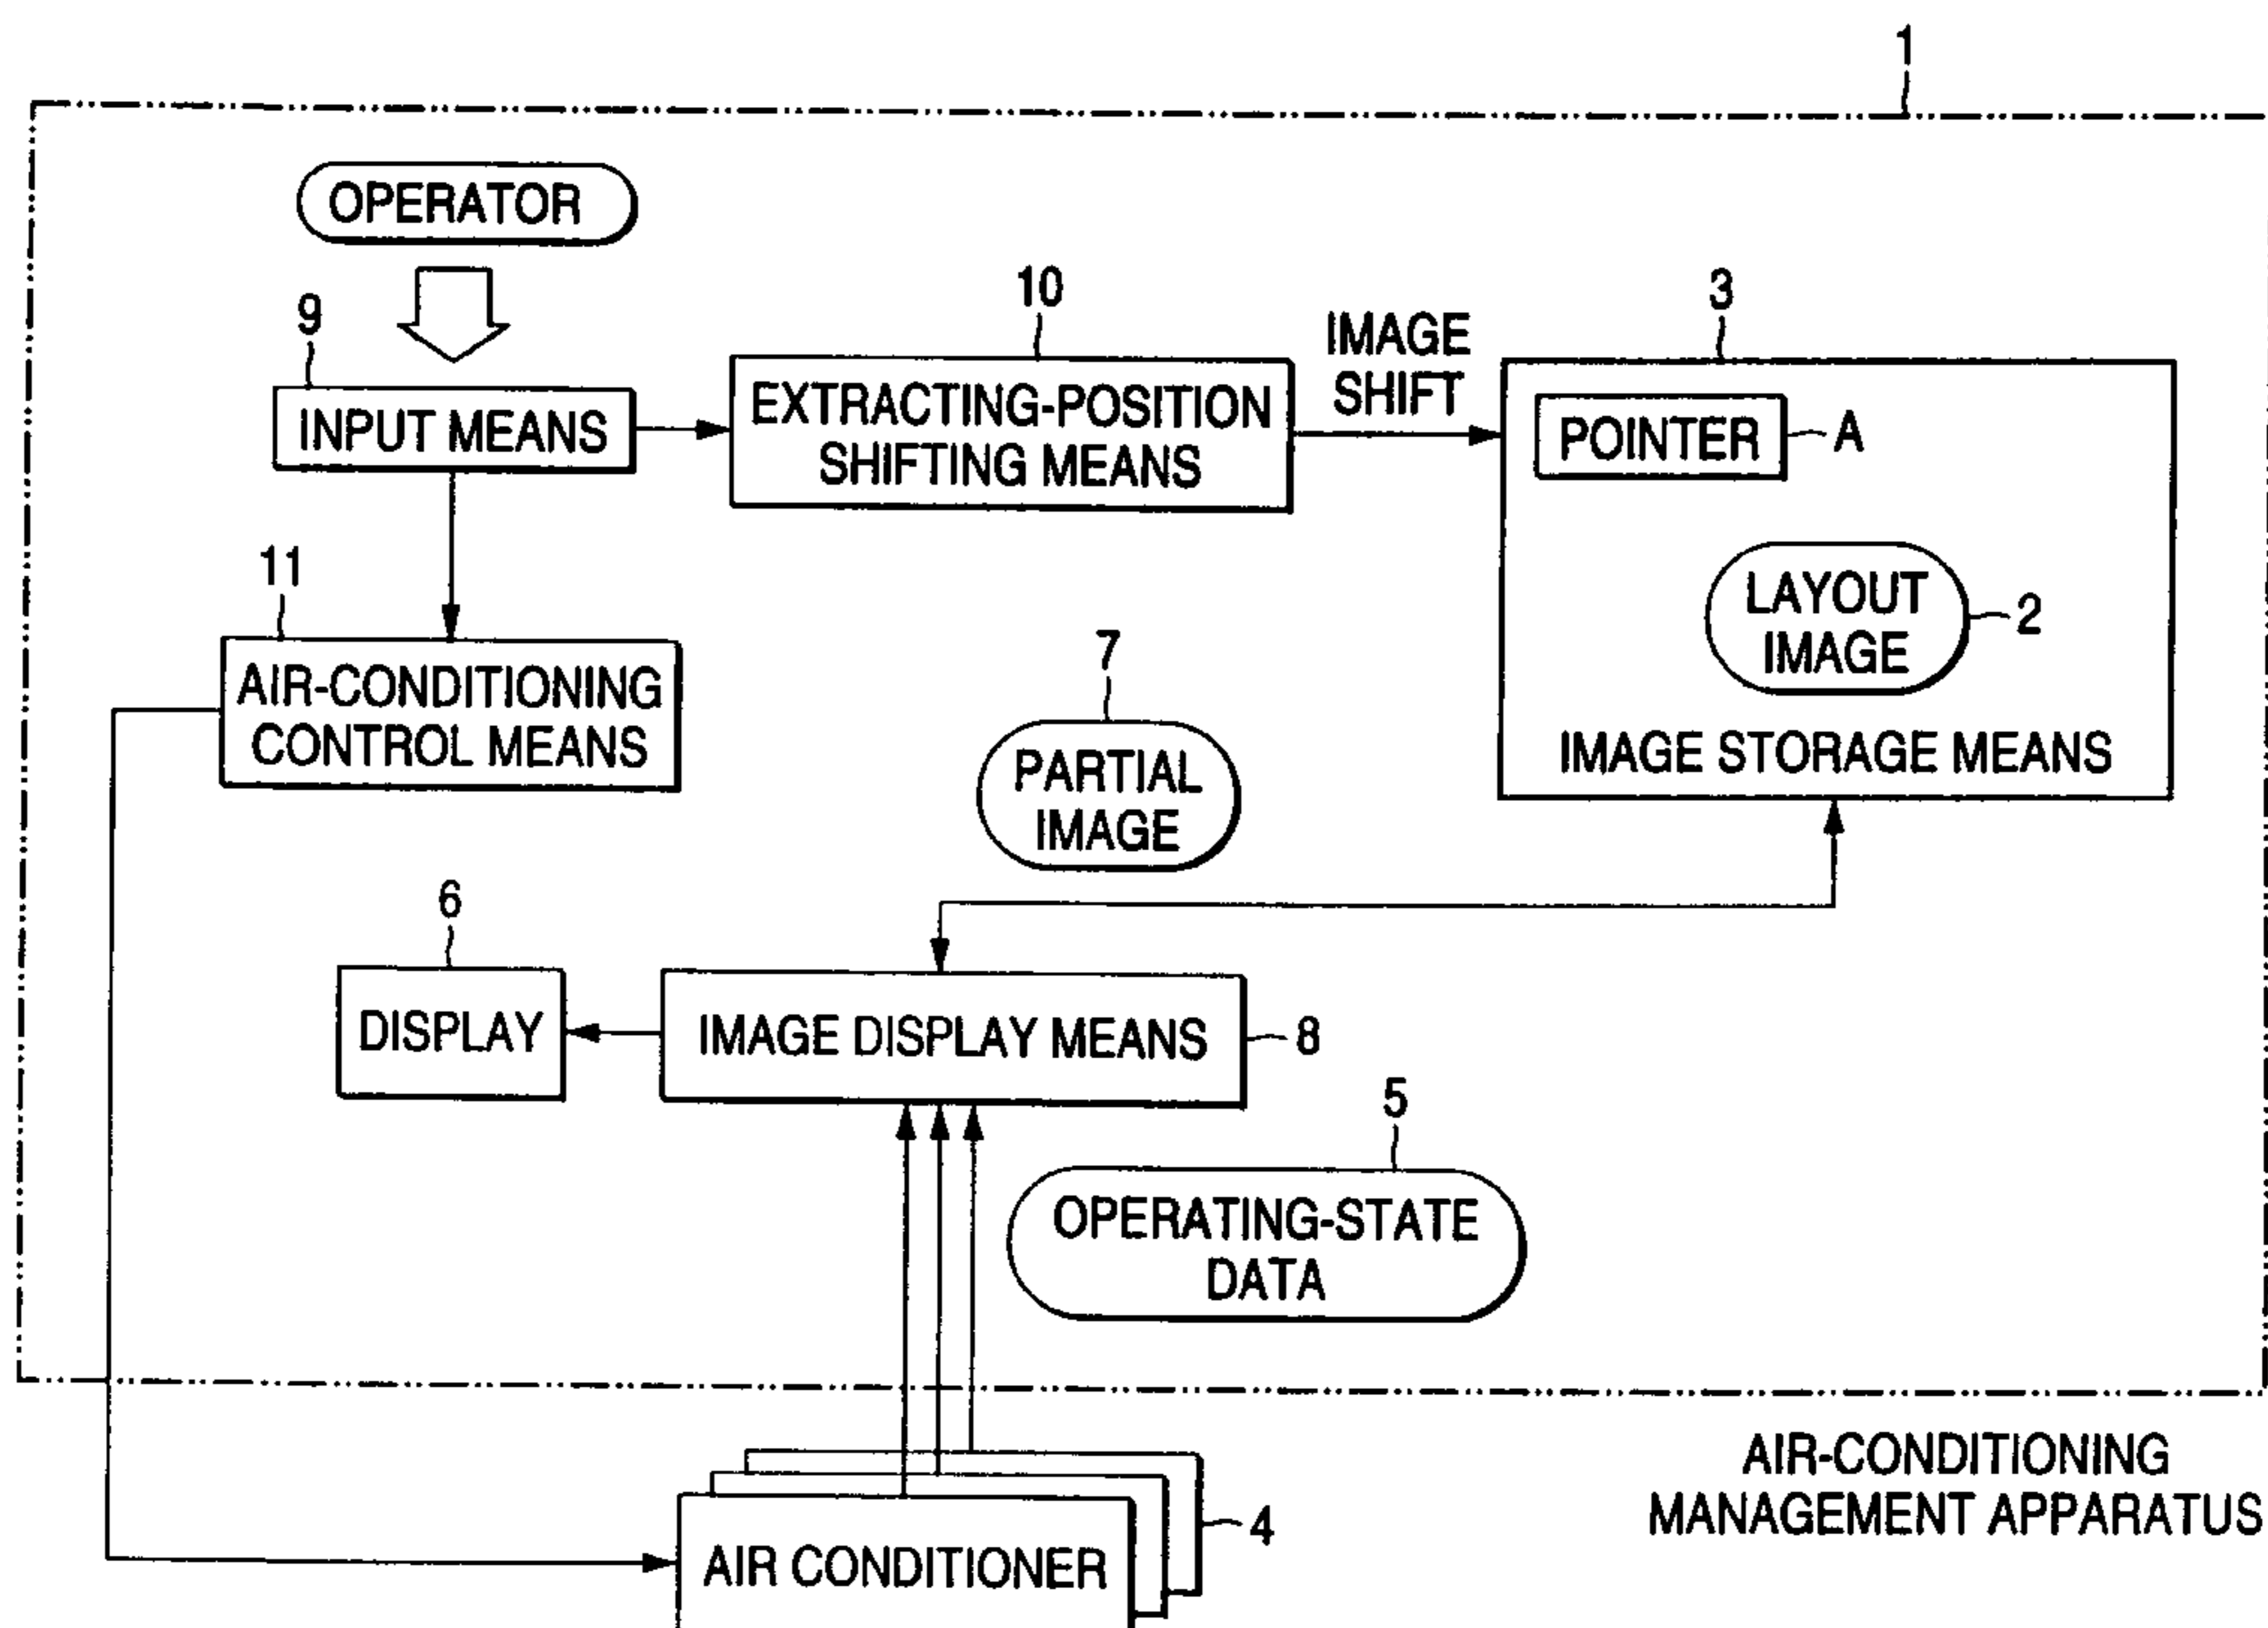 1
OPERATOR
9
INPUT MEANS
10
EXTRACTING-POSITION
SHIFTING MEANS
IMAGE
SHIFT
3
POINTER
A
LAYOUT
IMAGE
2
IMAGE STORAGE MEANS
11
AIR-CONDITIONING
CONTROL MEANS
7
PARTIAL
IMAGE
6
DISPLAY
IMAGE DISPLAY MEANS
8
5
OPERATING-STATE
DATA
AIR CONDITIONER
4
AIR-CONDITIONING
MANAGEMENT APPARATUS